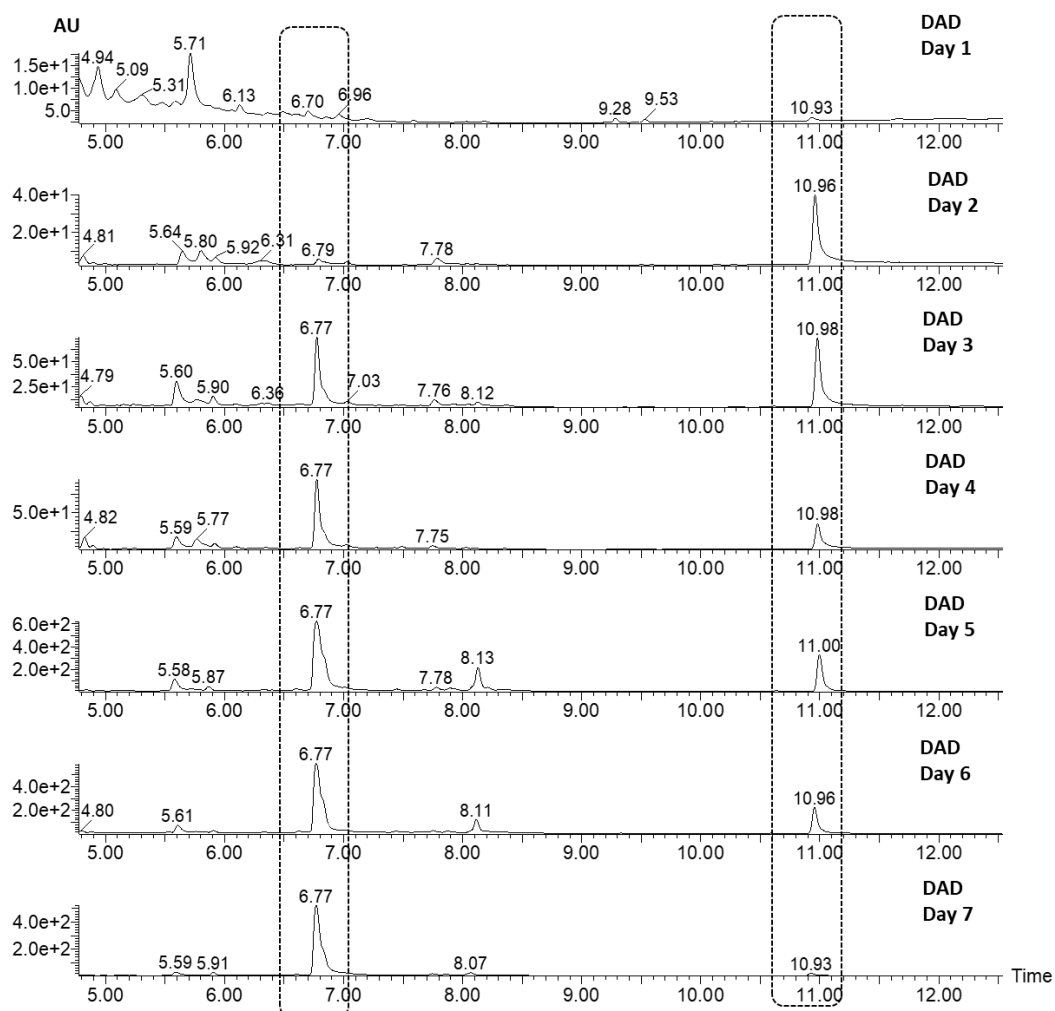 AU
DAD
Day 1
1.5e+1
1.0e+1
5.0
4.94
5.09
5.31
5.71
6.13
6.70
6.96
9.28
9.53
10.93
5.00 6.00 7.00 8.00 9.00 10.00 11.00 12.00
DAD
Day 2
4.0e+1
2.0e+1
4.81
5.64
5.80
5.92
6.31
6.79
7.78
10.96
5.00 6.00 7.00 8.00 9.00 10.00 11.00 12.00
DAD
Day 3
5.0e+1
2.5e+1
4.79
5.60
5.90
6.36
6.77
7.03
7.76
8.12
10.98
5.00 6.00 7.00 8.00 9.00 10.00 11.00 12.00
DAD
Day 4
5.0e+1
4.82
5.59
5.77
6.77
7.75
10.98
5.00 6.00 7.00 8.00 9.00 10.00 11.00 12.00
DAD
Day 5
6.0e+2
4.0e+2
2.0e+2
5.58
5.87
6.77
7.78
8.13
11.00
5.00 6.00 7.00 8.00 9.00 10.00 11.00 12.00
DAD
Day 6
4.0e+2
2.0e+2
4.80
5.61
6.77
8.11
10.96
5.00 6.00 7.00 8.00 9.00 10.00 11.00 12.00
DAD
Day 7
4.0e+2
2.0e+2
5.59
5.91
6.77
8.07
10.93
Time
5.00 6.00 7.00 8.00 9.00 10.00 11.00 12.00